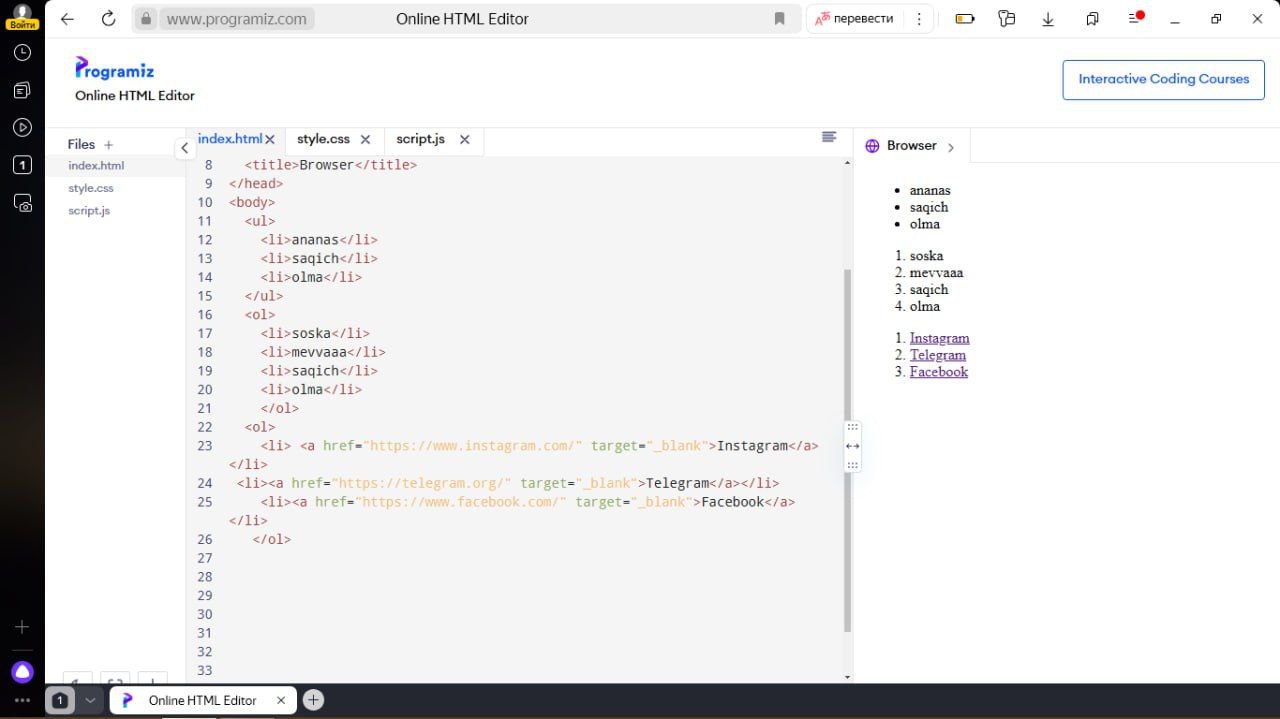 Войти
www.programiz.com
Online HTML Editor
перевести
Programiz
Online HTML Editor
Interactive Coding Courses
Files +
index.html
style.css
script.js
index.html
style.css
script.js
8 <title>Browser</title>
9 </head>
10 <body>
11 <ul>
12 <li>ananas</li>
13 <li>saqich</li>
14 <li>olma</li>
15 </ul>
16 <ol>
17 <li>soska</li>
18 <li>mevvaaa</li>
19 <li>saqich</li>
20 <li>olma</li>
21 </ol>
22 <ol>
23 <li> <a href="https://www.instagram.com/" target="_blank">Instagram</a>
</li>
24 <li><a href="https://telegram.org/" target="_blank">Telegram</a></li>
25 <li><a href="https://www.facebook.com/" target="_blank">Facebook</a>
</li>
26 </ol>
27
28
29
30
31
32
33
Browser
• ananas
• saqich
• olma
1. soska
2. mevvaaa
3. saqich
4. olma
1. Instagram
2. Telegram
3. Facebook
1
1
Online HTML Editor